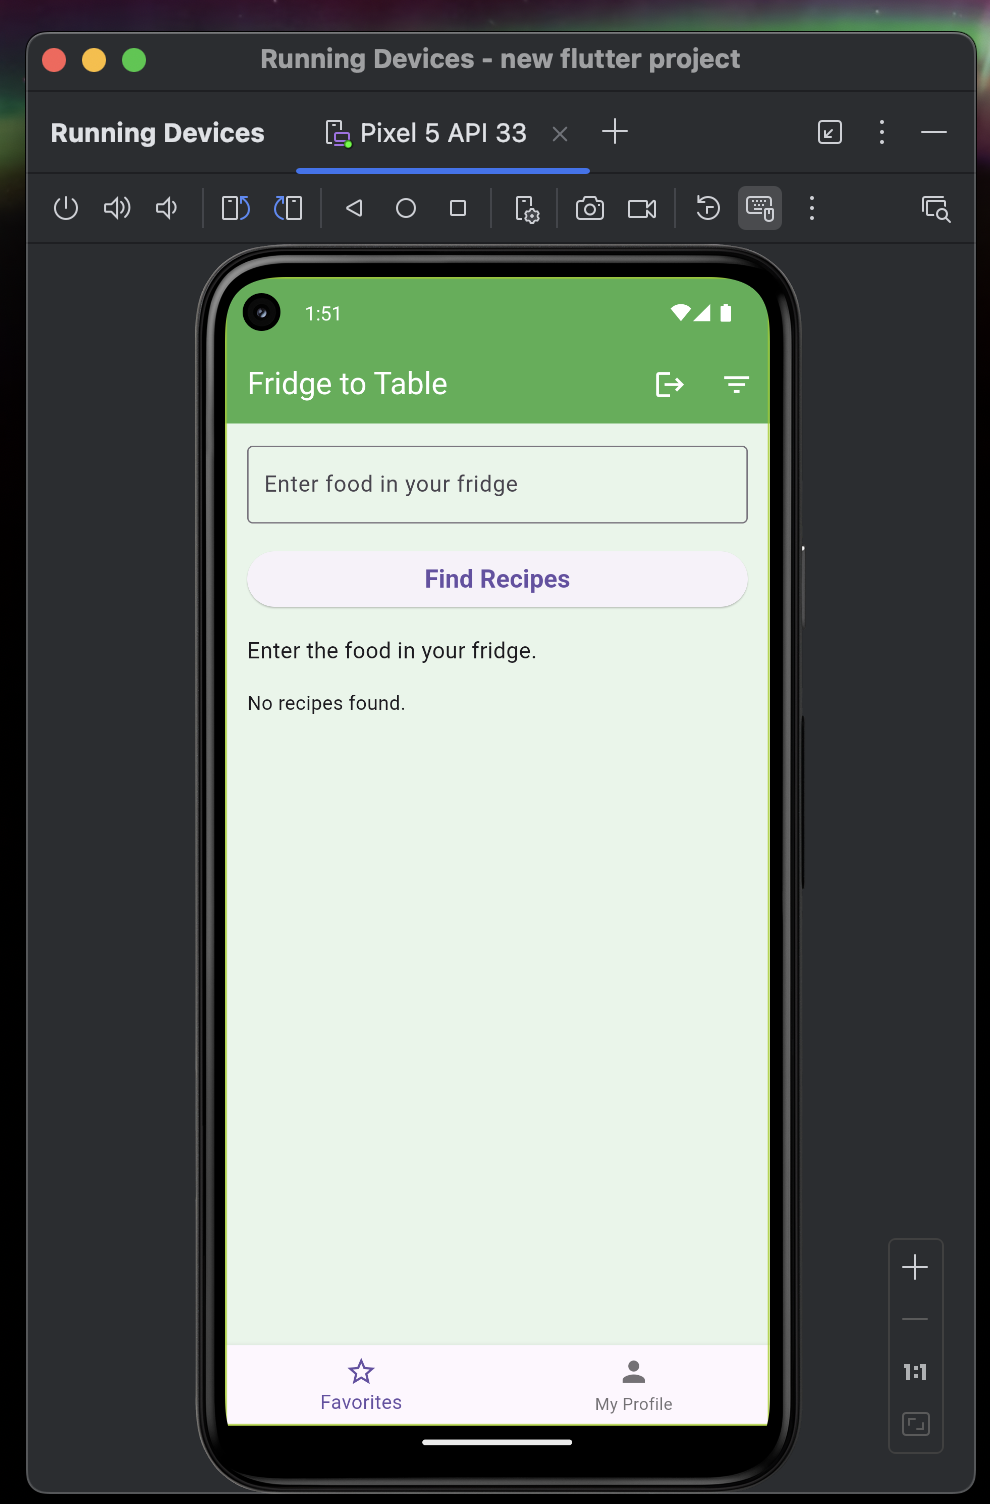 Running Devices - new flutter project
Running Devices
Pixel 5 API 33
1:51
Fridge to Table
Enter food in your fridge
Find Recipes
Enter the food in your fridge.
No recipes found.
Favorites
My Profile
1:1